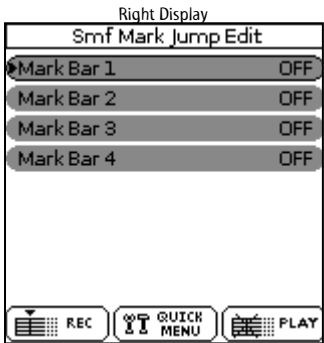 Right Display
Smf Mark Jump Edit
Mark Bar 1 OFF
Mark Bar 2 OFF
Mark Bar 3 OFF
Mark Bar 4 OFF
REC QUICK MENU PLAY